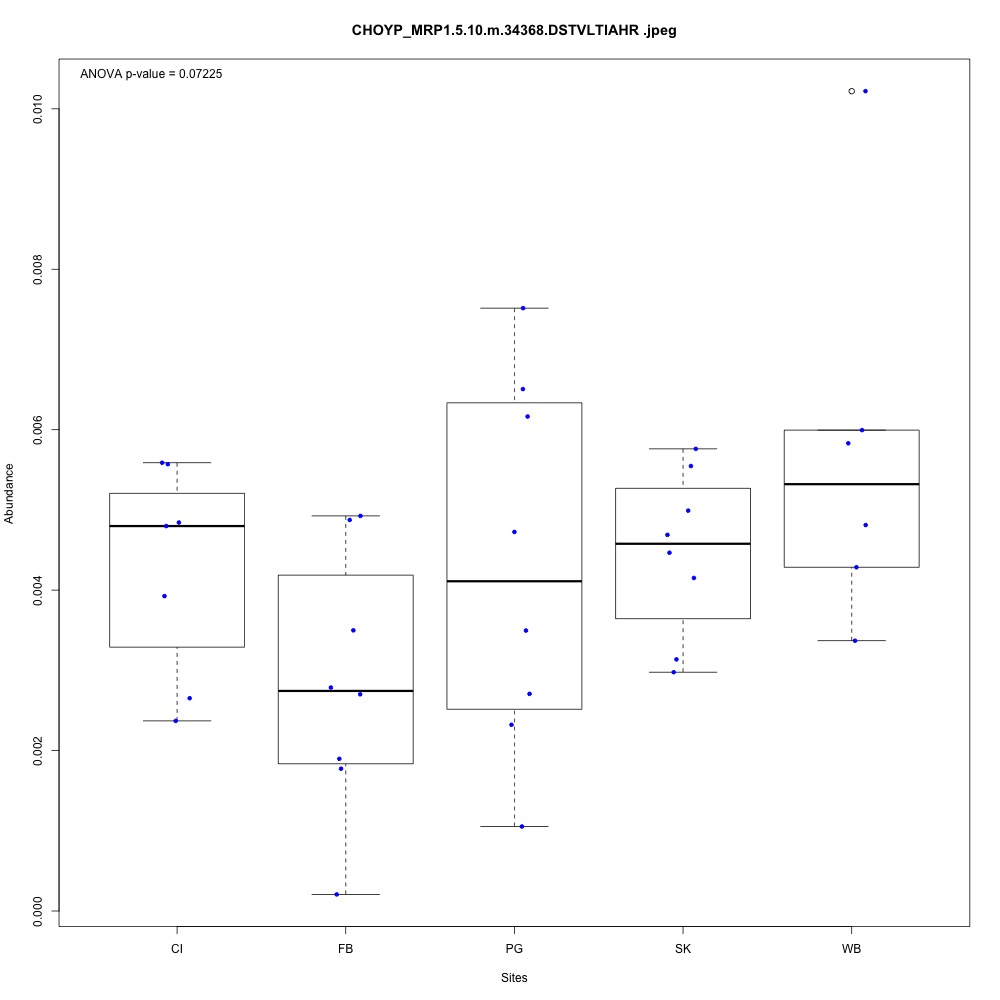 CHOYP_MRP1.5.10.m.34368.DSTVLTIAHR .jpeg
ANOVA p-value = 0.07225
0.010
0.008
0.006
0.004
0.002
0.000
Abundance
CI FB PG SK WB
Sites